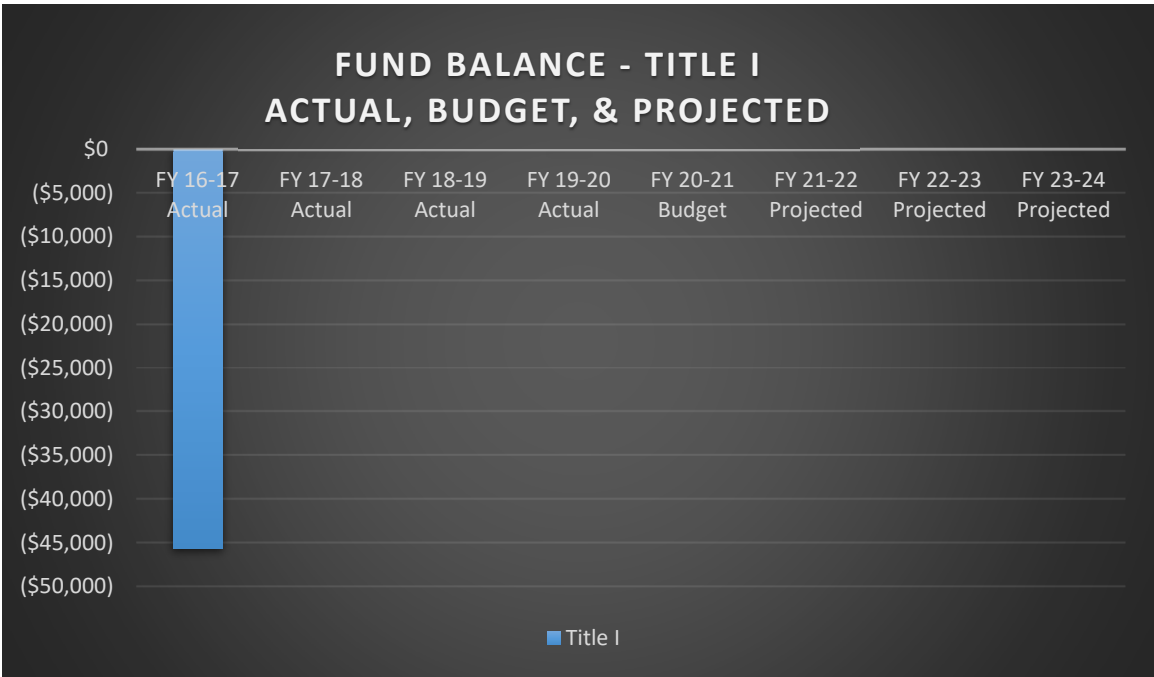 FUND BALANCE - TITLE I
ACTUAL, BUDGET, & PROJECTED
$0
($5,000)
($10,000)
($15,000)
($20,000)
($25,000)
($30,000)
($35,000)
($40,000)
($45,000)
($50,000)
FY 16-17 FY 17-18 FY 18-19 FY 19-20 FY 20-21 FY 21-22 FY 22-23 FY 23-24
Actual Actual Actual Actual Budget Projected Projected Projected
Title I